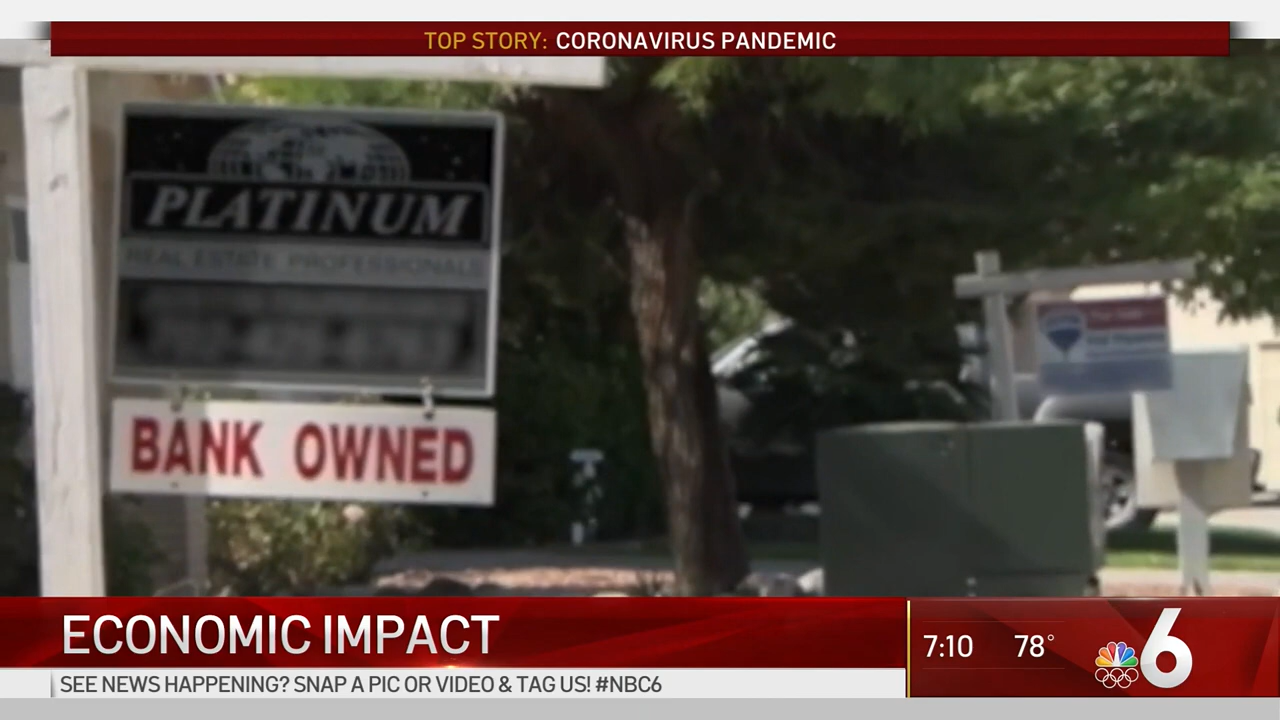 TOP STORY: CORONAVIRUS PANDEMIC
PLATINUM
REAL ESTATE PROFESSIONALS
BANK OWNED
ECONOMIC IMPACT
7:10 78°
6
SEE NEWS HAPPENING? SNAP A PIC OR VIDEO & TAG US! #NBC6